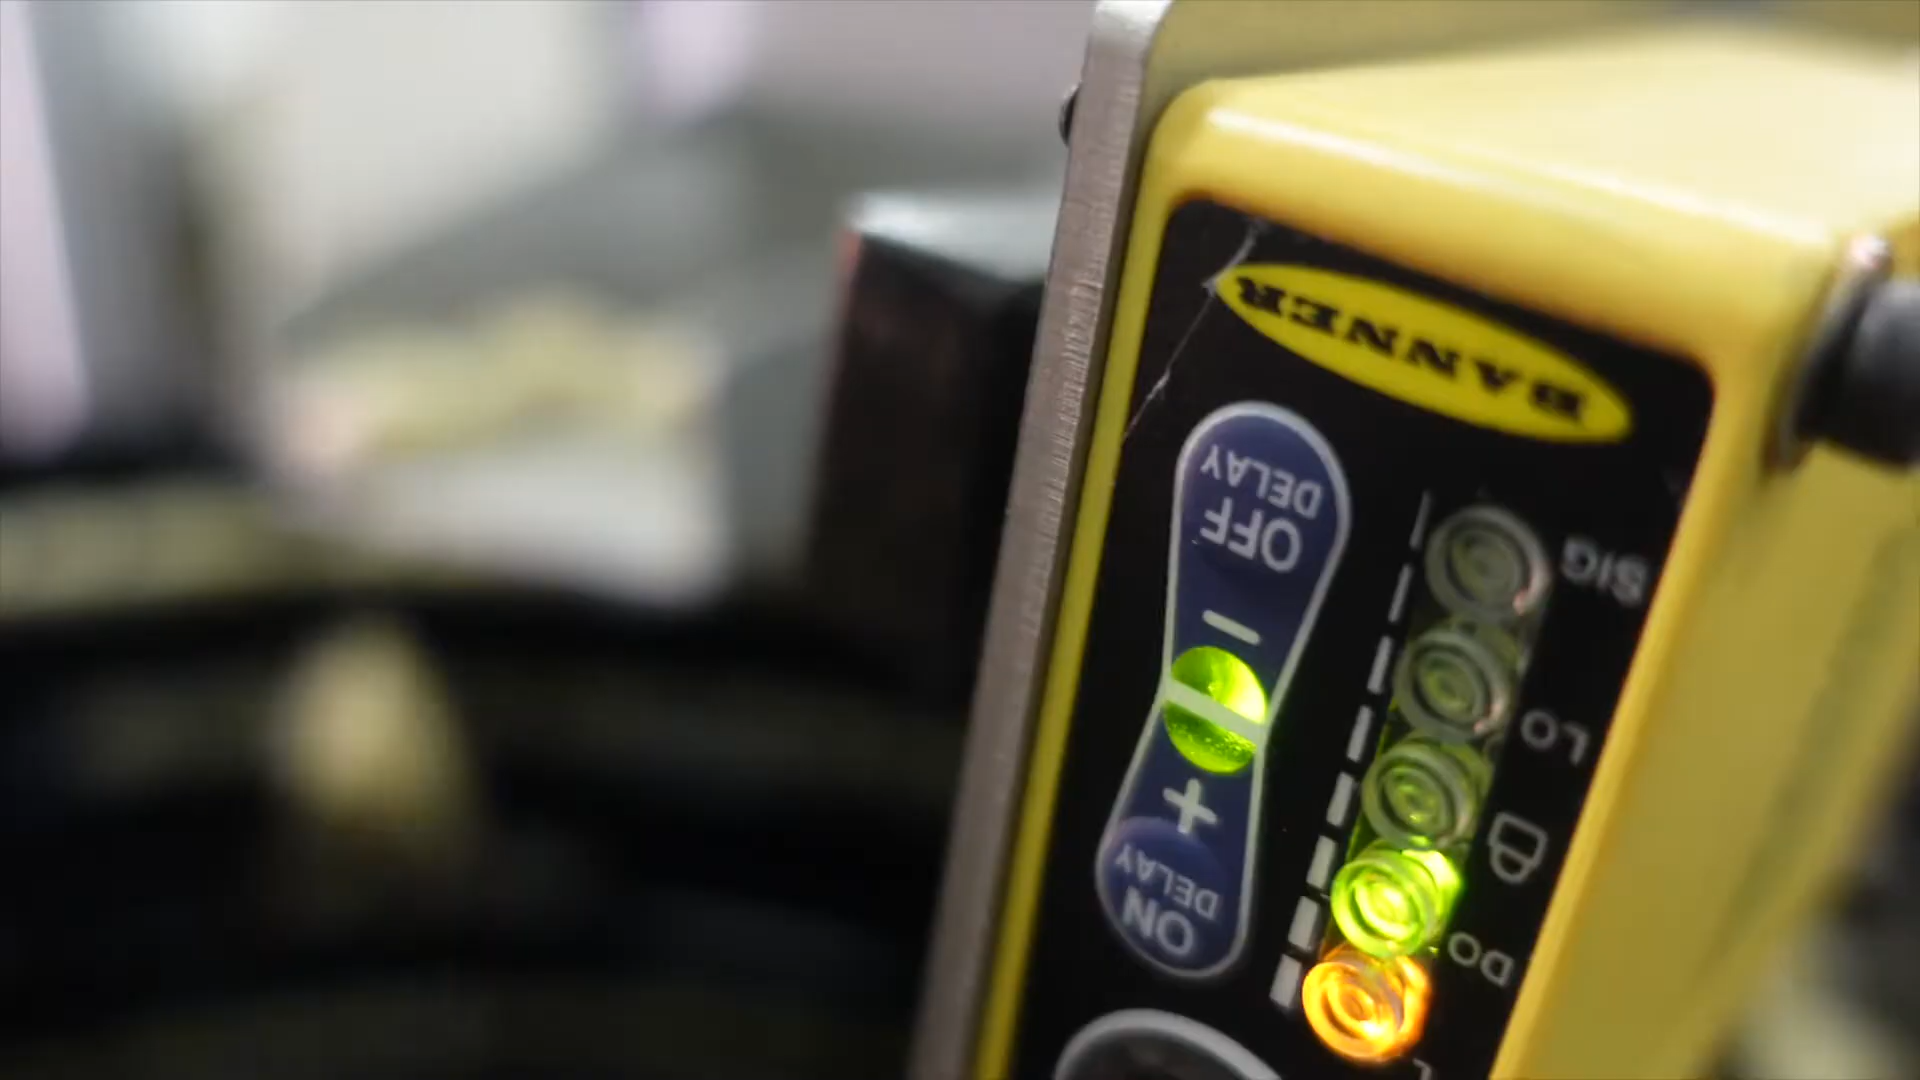 BANNER
OFF
DELAY
SIG
LO
DO
+
ON
DELAY